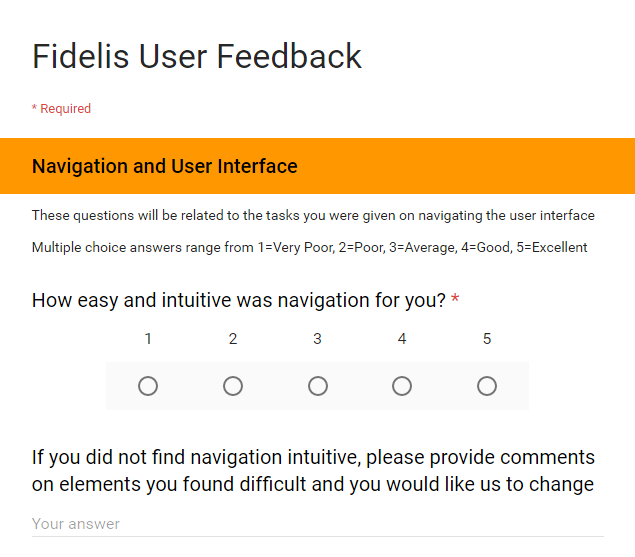 Fidelis User Feedback
* Required
Navigation and User Interface
These questions will be related to the tasks you were given on navigating the user interface
Multiple choice answers range from 1=Very Poor, 2=Poor, 3=Average, 4=Good, 5=Excellent
How easy and intuitive was navigation for you? *
1 2 3 4 5
If you did not find navigation intuitive, please provide comments
on elements you found difficult and you would like us to change
Your answer